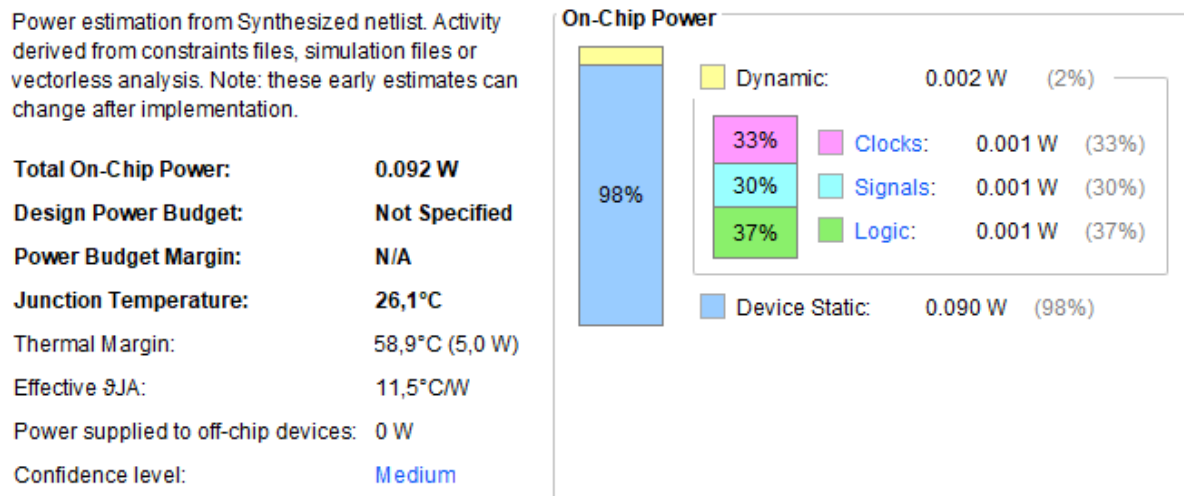 Power estimation from Synthesized netlist. Activity
derived from constraints files, simulation files or
vectorless analysis. Note: these early estimates can
change after implementation.
Total On-Chip Power: 0.092 W
Design Power Budget: Not Specified
Power Budget Margin: N/A
Junction Temperature: 26,1°C
Thermal Margin: 58,9°C (5,0 W)
Effective ϑJA: 11,5°C/W
Power supplied to off-chip devices: 0 W
Confidence level: Medium
On-Chip Power
98%
Dynamic: 0.002 W (2%)
33% Clocks: 0.001 W (33%)
30% Signals: 0.001 W (30%)
37% Logic: 0.001 W (37%)
Device Static: 0.090 W (98%)